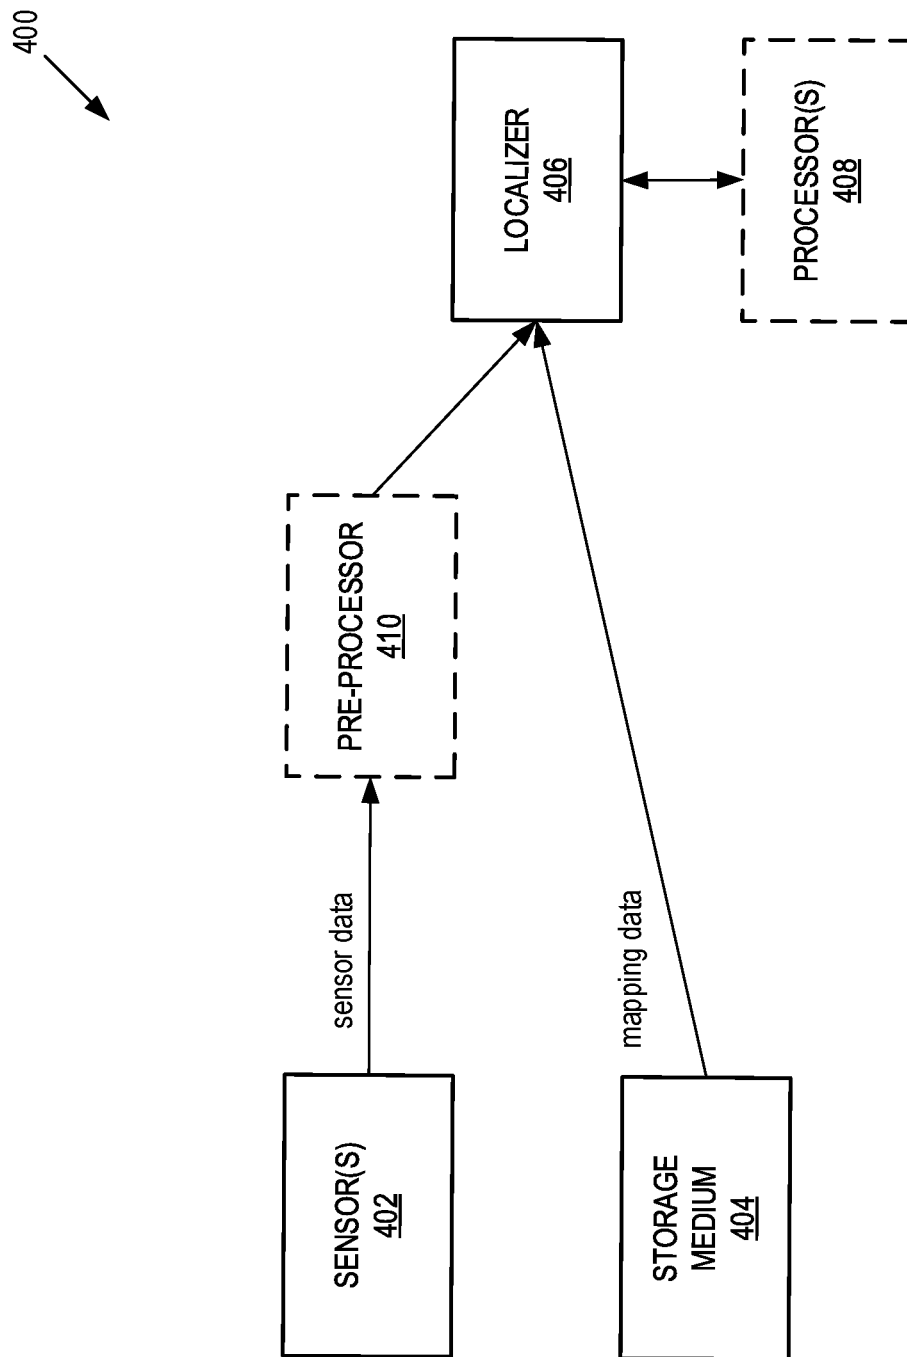 400
SENSOR(S)
402
sensor data
PRE-PROCESSOR
410
LOCALIZER
406
STORAGE
MEDIUM
404
mapping data
PROCESSOR(S)
408